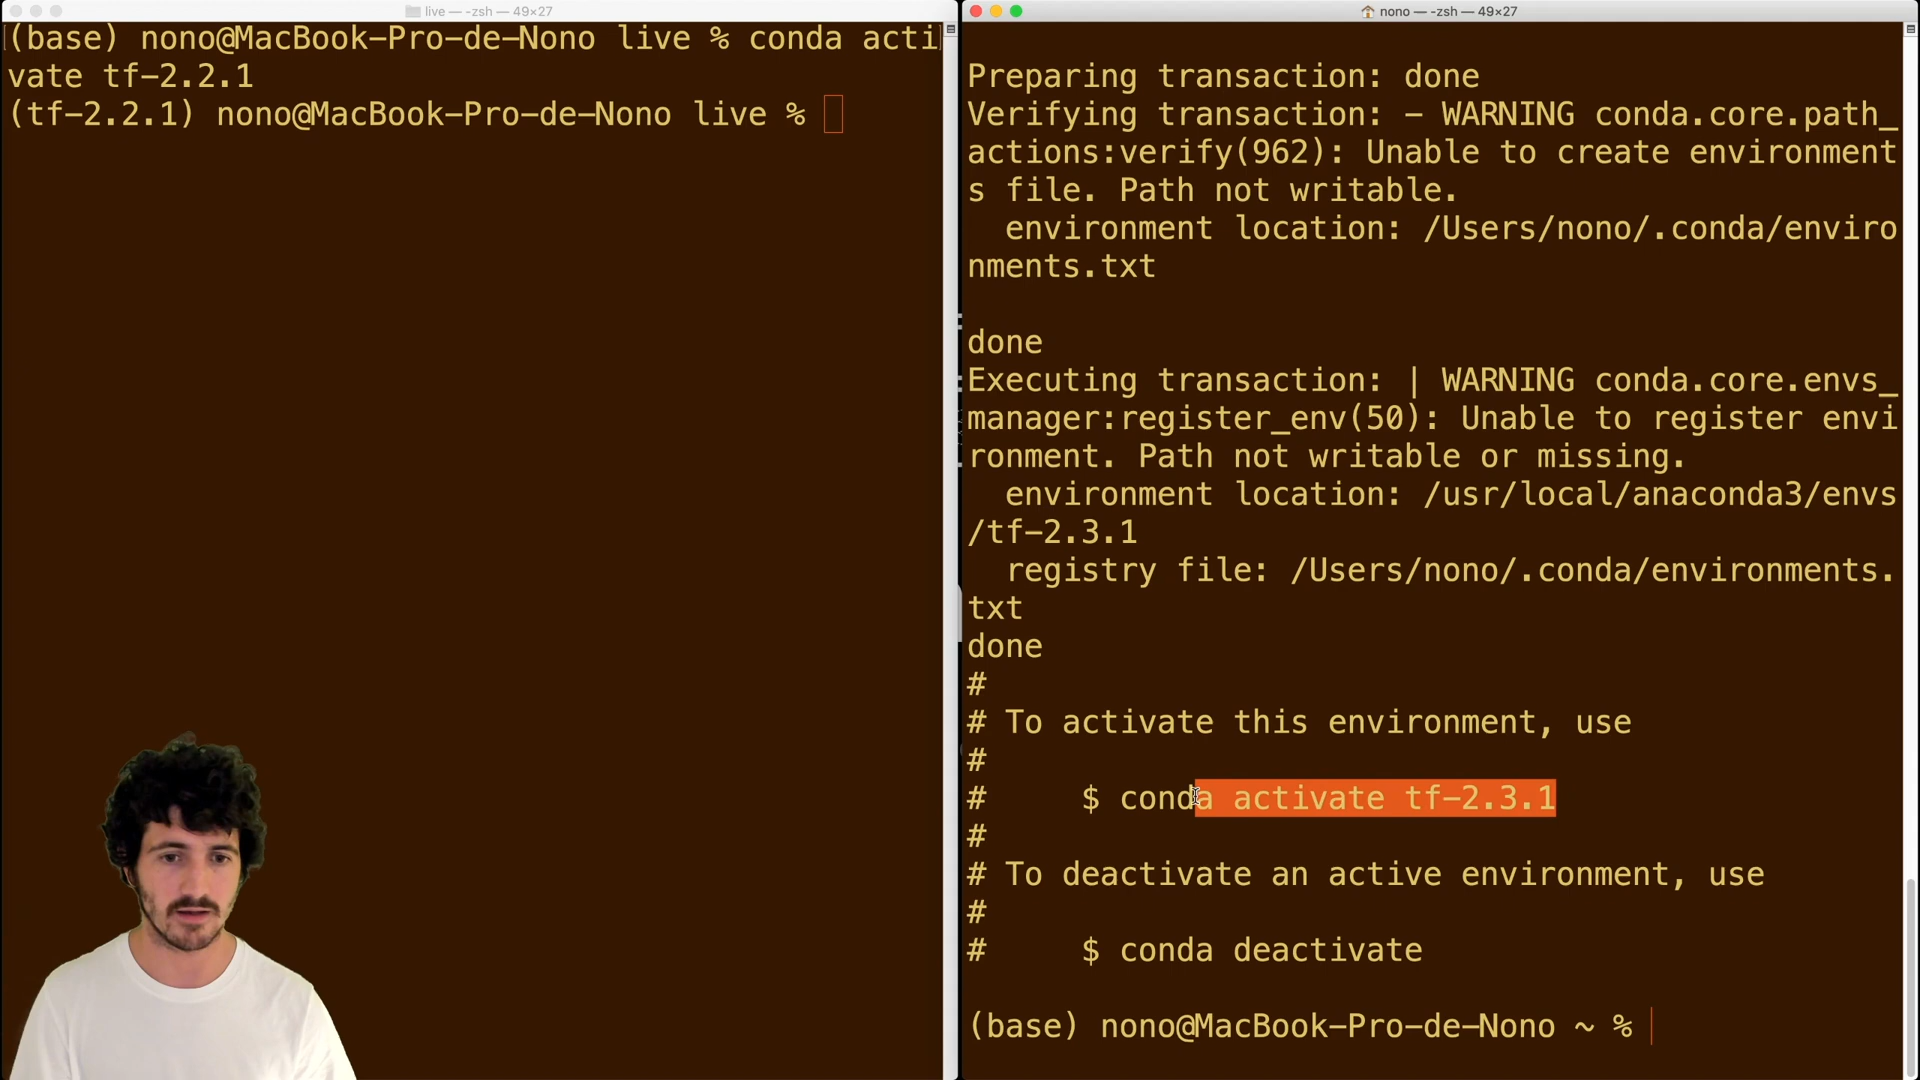 live — -zsh — 49×27
(base) nono@MacBook-Pro-de-Nono live % conda acti
vate tf-2.2.1
(tf-2.2.1) nono@MacBook-Pro-de-Nono live %
nono — -zsh — 49×27
Preparing transaction: done
Verifying transaction: - WARNING conda.core.path_
actions:verify(962): Unable to create environment
s file. Path not writable.
  environment location: /Users/nono/.conda/enviro
nments.txt
done
Executing transaction: | WARNING conda.core.envs_
manager:register_env(50): Unable to register envi
ronment. Path not writable or missing.
  environment location: /usr/local/anaconda3/envs
/tf-2.3.1
  registry file: /Users/nono/.conda/environments.
txt
done
#
# To activate this environment, use
#
#     $ conda activate tf-2.3.1
#
# To deactivate an active environment, use
#
#     $ conda deactivate
(base) nono@MacBook-Pro-de-Nono ~ %